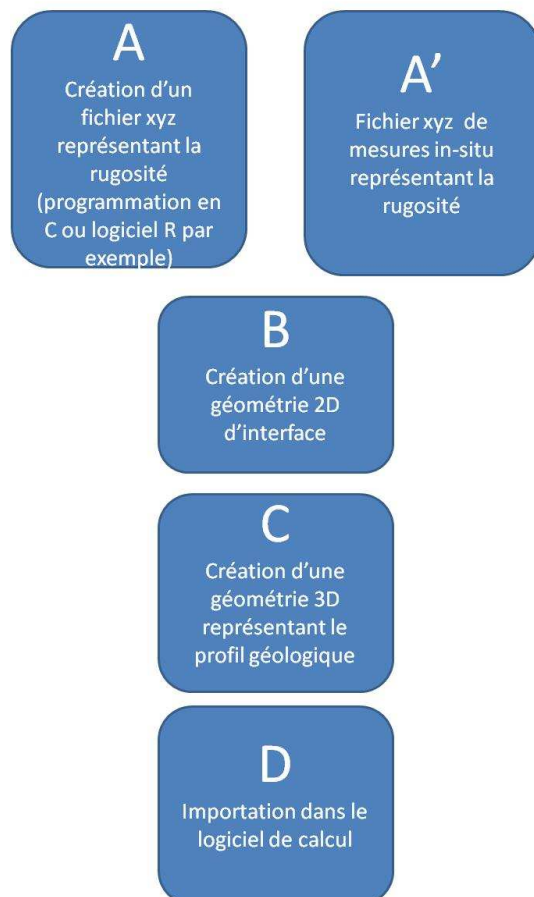 A
Création d’un
fichier xyz
représentant la
rugosité
(programmation en
C ou logiciel R par
exemple)
A’
Fichier xyz de
mesures in-situ
représentant la
rugosité
B
Création d’une
géométrie 2D
d’interface
C
Création d’une
géométrie 3D
représentant le
profil géologique
D
Importation dans le
logiciel de calcul